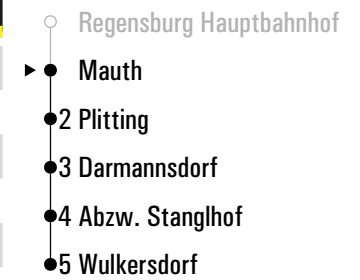 Regensburg Hauptbahnhof
Mauth
2 Plitting
3 Darmannsdorf
4 Abzw. Stanglhof
5 Wulkersdorf